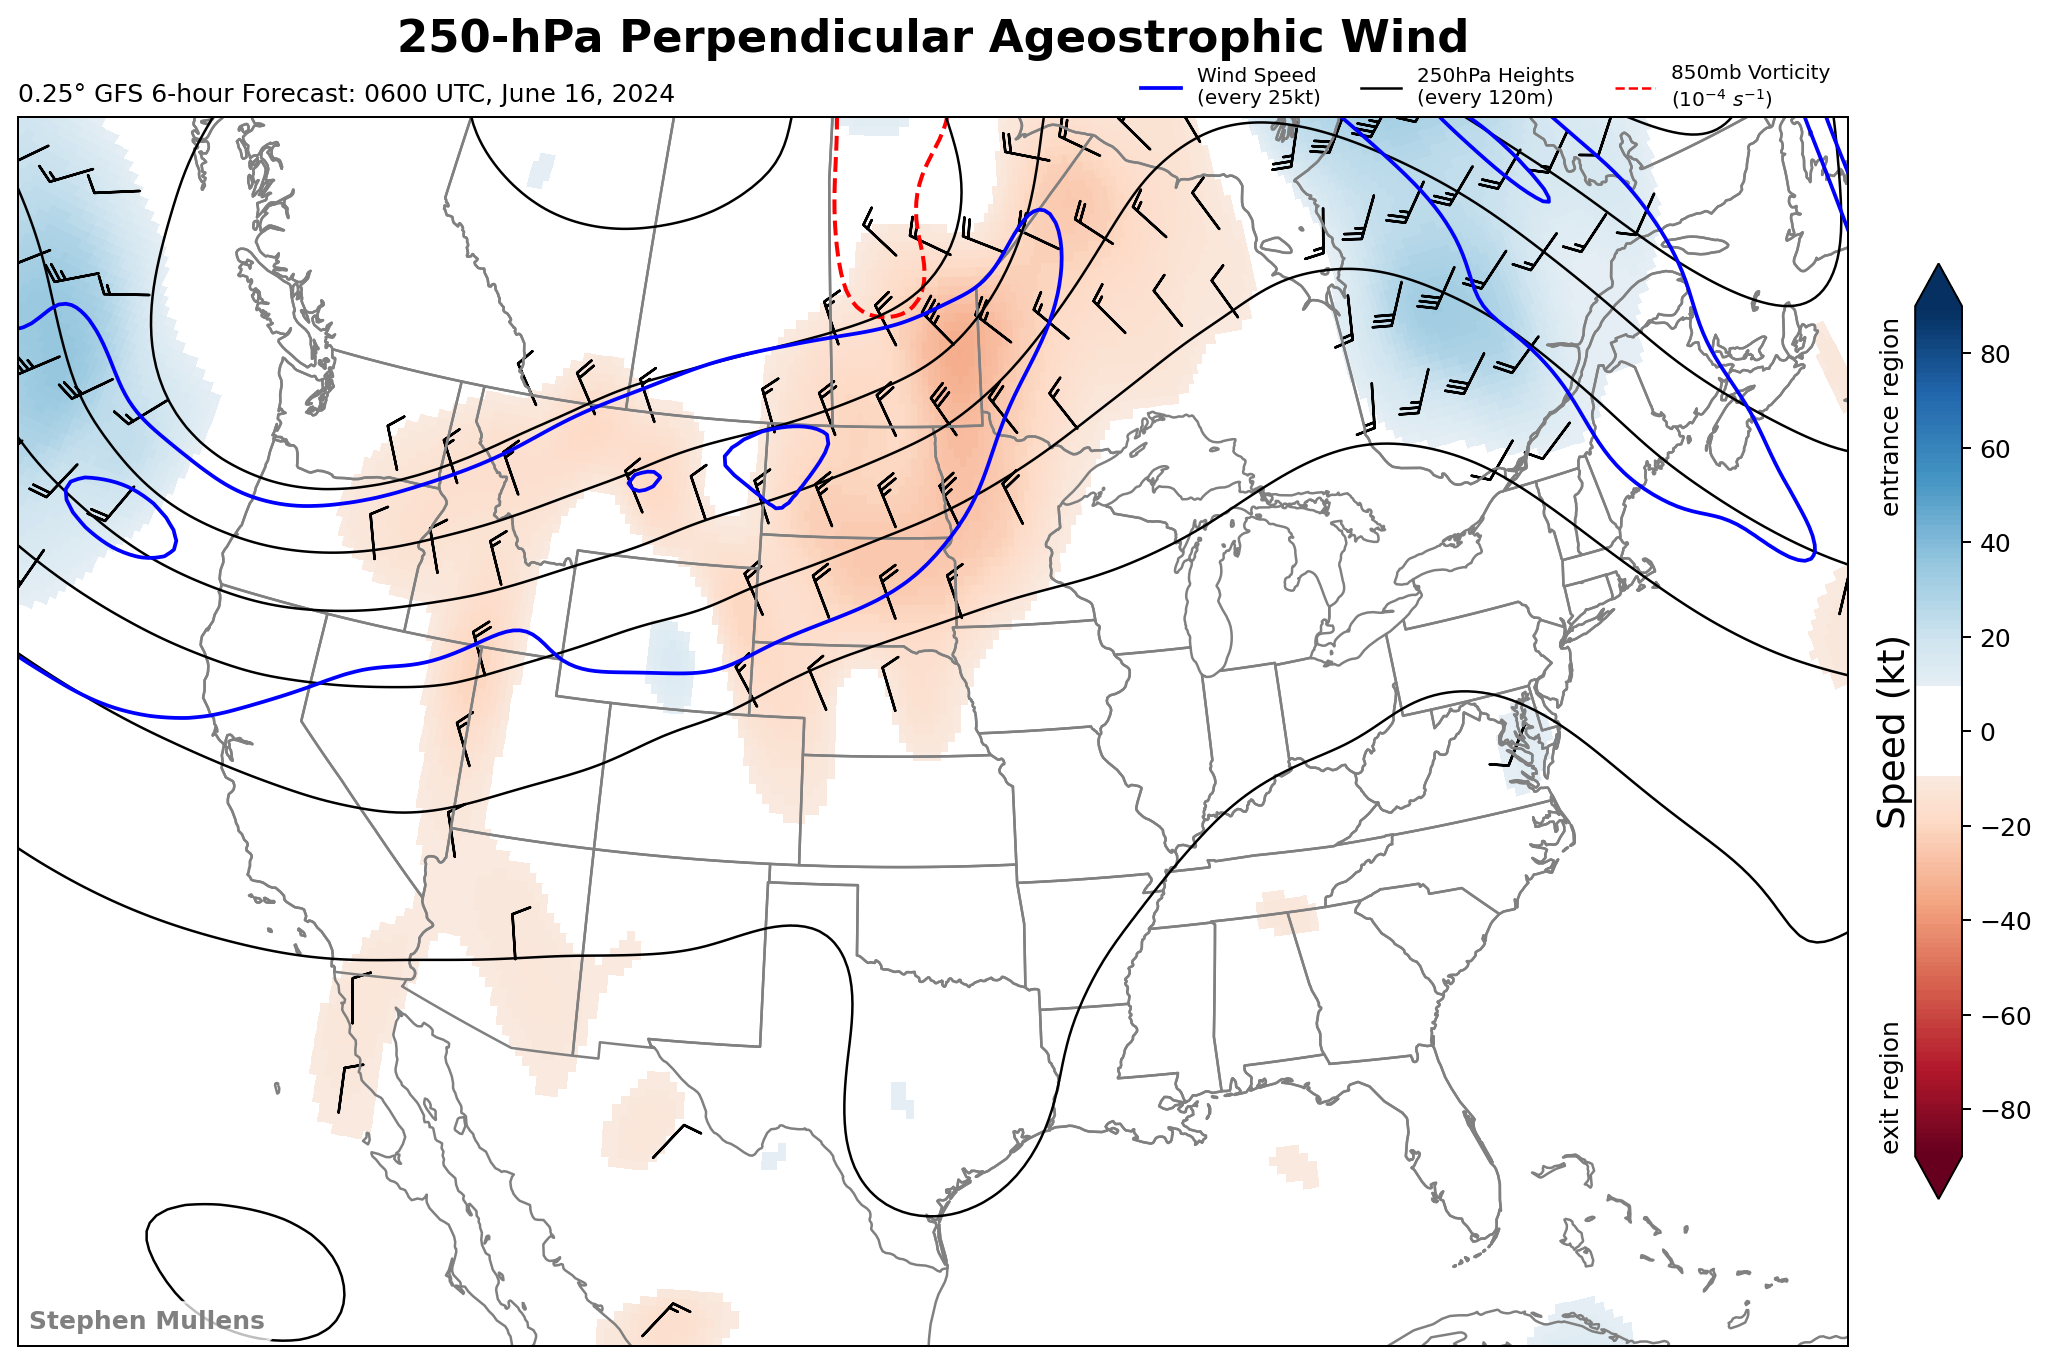 250-hPa Perpendicular Ageostrophic Wind
0.25° GFS 6-hour Forecast: 0600 UTC, June 16, 2024
Wind Speed
(every 25kt)
250hPa Heights
(every 120m)
850mb Vorticity
(10⁻⁴ s⁻¹)
entrance region
Speed (kt)
exit region
80
60
40
20
0
−20
−40
−60
−80
Stephen Mullens